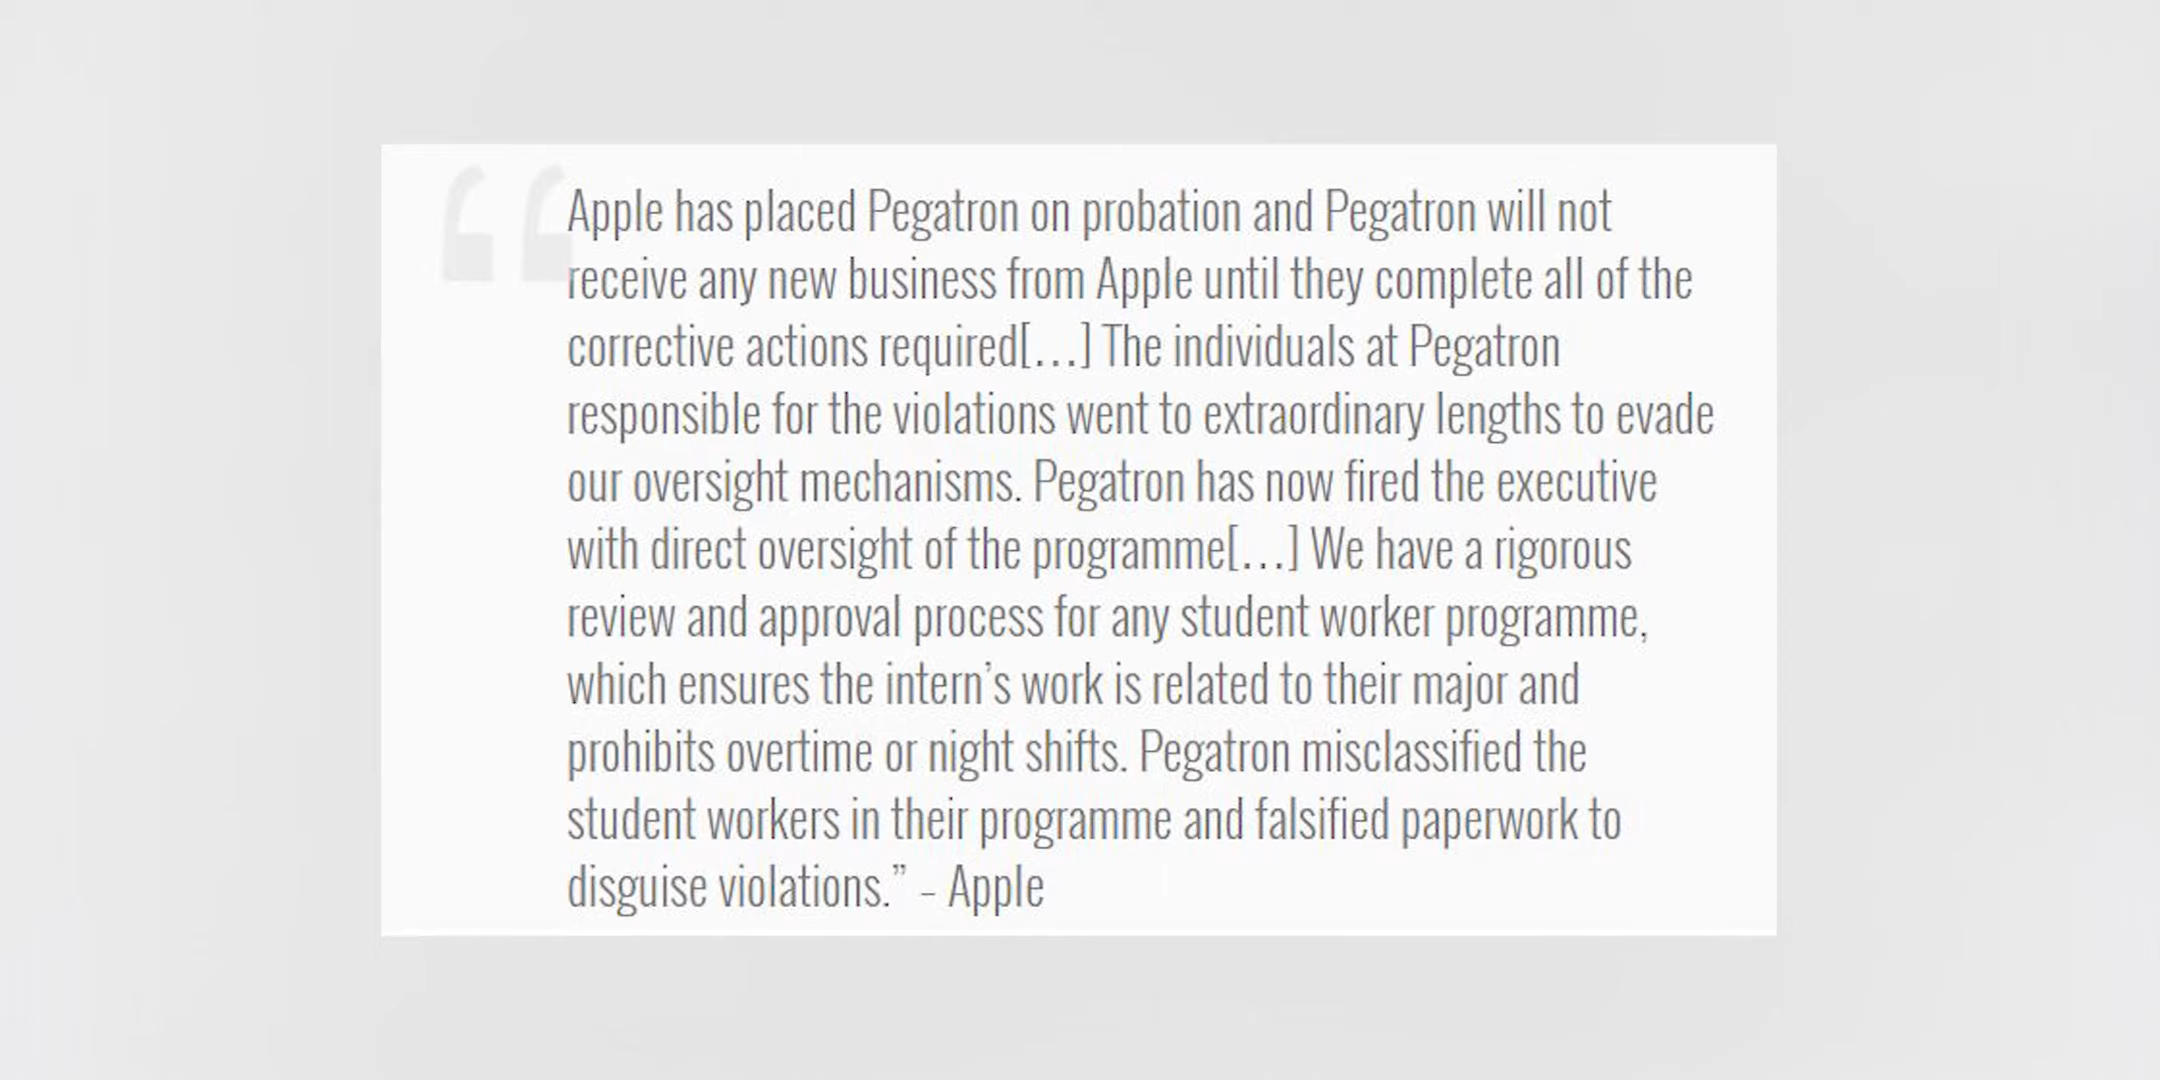 “Apple has placed Pegatron on probation and Pegatron will not
receive any new business from Apple until they complete all of the
corrective actions required[…] The individuals at Pegatron
responsible for the violations went to extraordinary lengths to evade
our oversight mechanisms. Pegatron has now fired the executive
with direct oversight of the programme[…] We have a rigorous
review and approval process for any student worker programme,
which ensures the intern’s work is related to their major and
prohibits overtime or night shifts. Pegatron misclassified the
student workers in their programme and falsified paperwork to
disguise violations.” – Apple